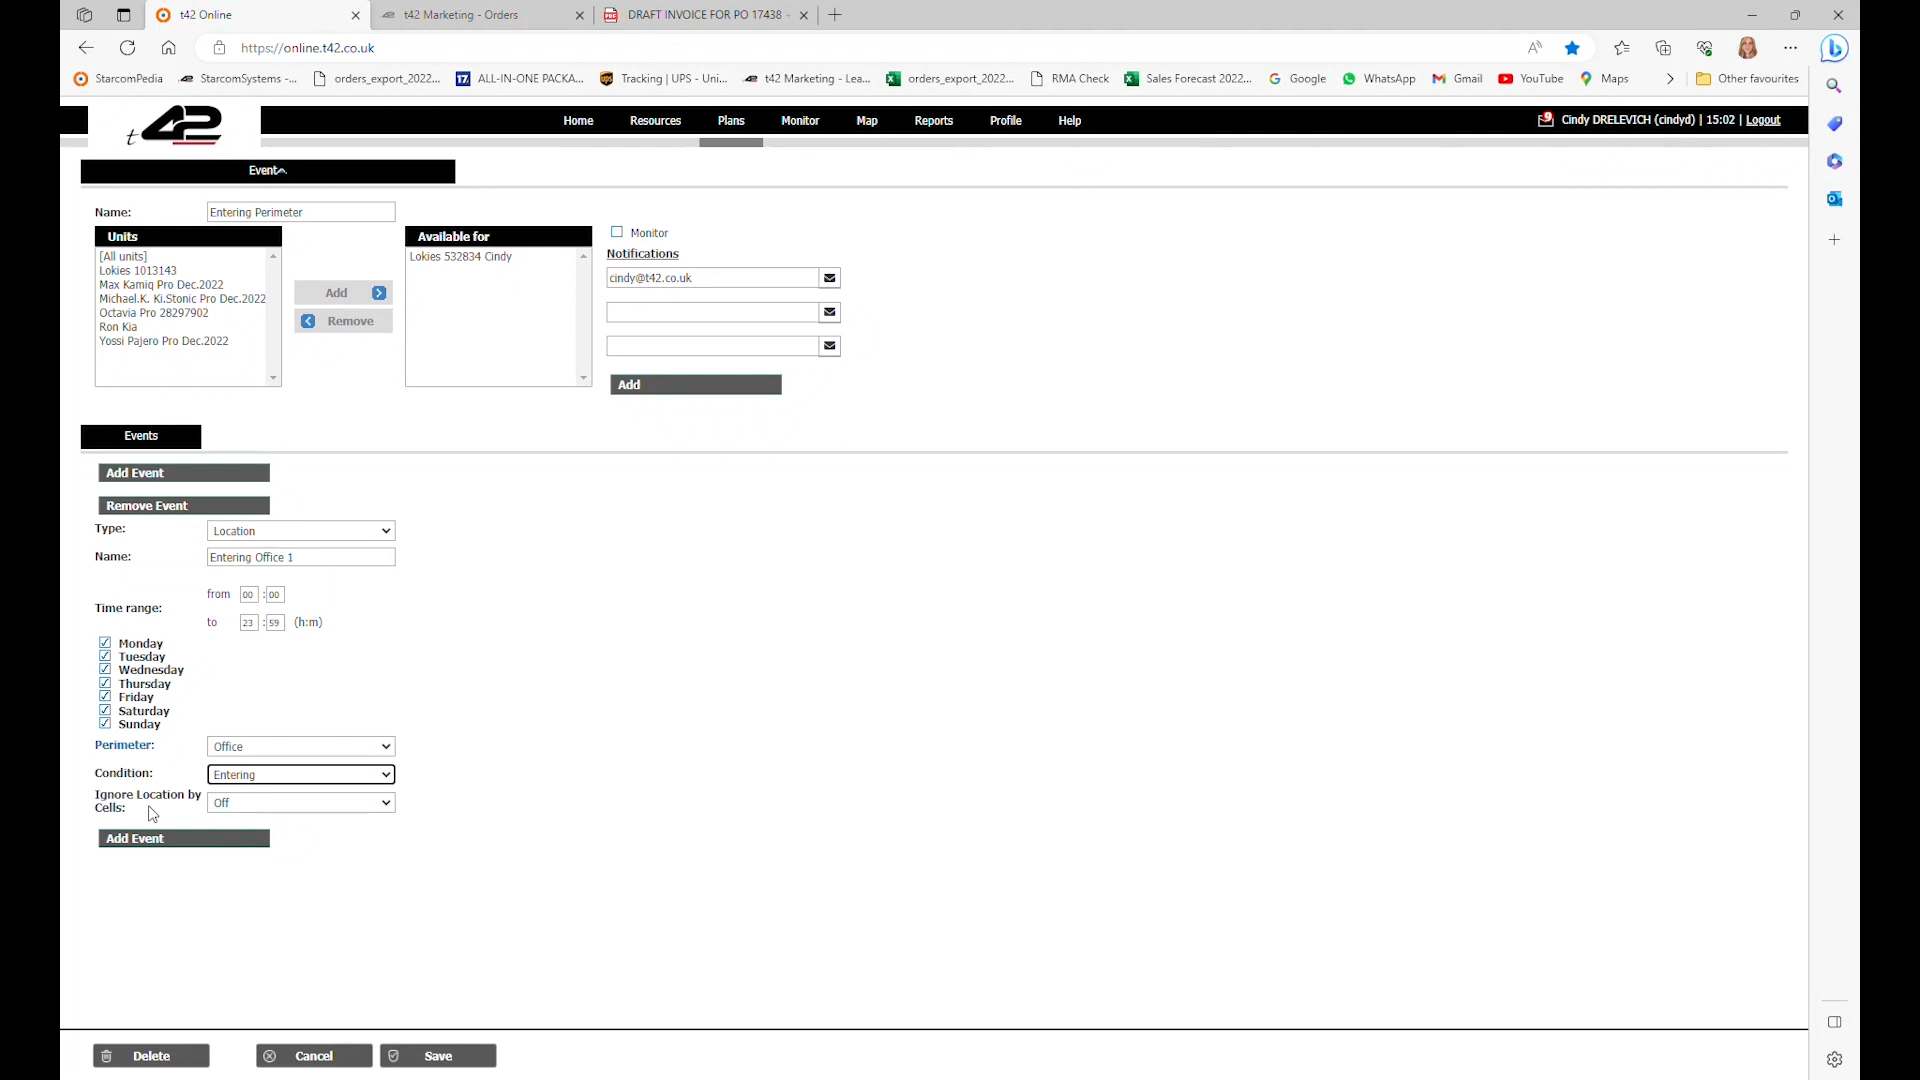 t42 Online
t42 Marketing - Orders
DRAFT INVOICE FOR PO 17438 -
https://online.t42.co.uk
StarcomPedia
StarcomSystems -...
orders_export_2022...
17 ALL-IN-ONE PACKA...
Tracking | UPS - Uni...
t42 Marketing - Lea...
orders_export_2022...
RMA Check
Sales Forecast 2022...
Google
WhatsApp
Gmail
YouTube
Maps
Other favourites
t42
Home
Resources
Plans
Monitor
Map
Reports
Profile
Help
9 Cindy DRELEVICH (cindyd) | 15:02 | Logout
Event
Name: Entering Perimeter
Units
[All units]
Lokies 1013143
Max Kamiq Pro Dec.2022
Michael.K. Ki.Stonic Pro Dec.2022
Octavia Pro 28297902
Ron Kia
Yossi Pajero Pro Dec.2022
Add
Remove
Available for
Lokies 532834 Cindy
Monitor
Notifications
cindy@t42.co.uk
Add
Events
Add Event
Remove Event
Type: Location
Name: Entering Office 1
Time range:
from 00 : 00
to 23 : 59 (h:m)
Monday
Tuesday
Wednesday
Thursday
Friday
Saturday
Sunday
Perimeter: Office
Condition: Entering
Ignore Location by
Cells: Off
Add Event
Delete
Cancel
Save